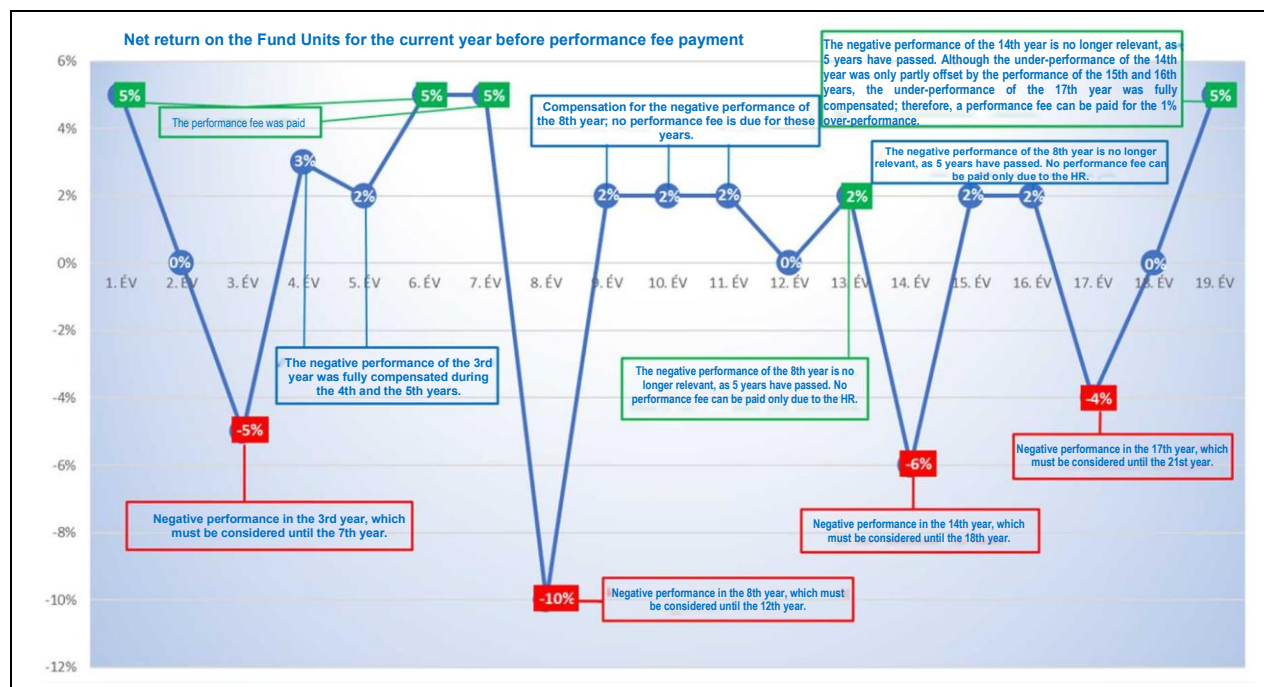 Net return on the Fund Units for the current year before performance fee payment
The negative performance of the 14th year is no longer relevant, as
5 years have passed. Although the under-performance of the 14th
year was only partly offset by the performance of the 15th and 16th
years, the under-performance of the 17th year was fully
compensated; therefore, a performance fee can be paid for the 1%
over-performance.
6%
5%
5%
5%
5%
The performance fee was paid
Compensation for the negative performance of
the 8th year; no performance fee is due for these
years.
4%
The negative performance of the 8th year is no longer
relevant, as 5 years have passed. No performance fee can
be paid only due to the HR.
3%
2%
2%
2%
2%
2%
2%
2%
2%
0%
0%
0%
0%
1. ÉV
2. ÉV
3. ÉV
4. ÉV
5. ÉV
6. ÉV
7. ÉV
8. ÉV
9. ÉV
10. ÉV
11. ÉV
12. ÉV
13. ÉV
14. ÉV
15. ÉV
16. ÉV
17. ÉV
18. ÉV
19. ÉV
-2%
The negative performance of the 3rd
year was fully compensated during
the 4th and the 5th years.
The negative performance of the 8th year is no
longer relevant, as 5 years have passed. No
performance fee can be paid only due to the HR.
-4%
-4%
-5%
Negative performance in the 17th year, which
must be considered until the 21st year.
-6%
-6%
Negative performance in the 3rd year, which
must be considered until the 7th year.
Negative performance in the 14th year, which
must be considered until the 18th year.
-8%
-10%
-10%
Negative performance in the 8th year, which must
be considered until the 12th year.
-12%